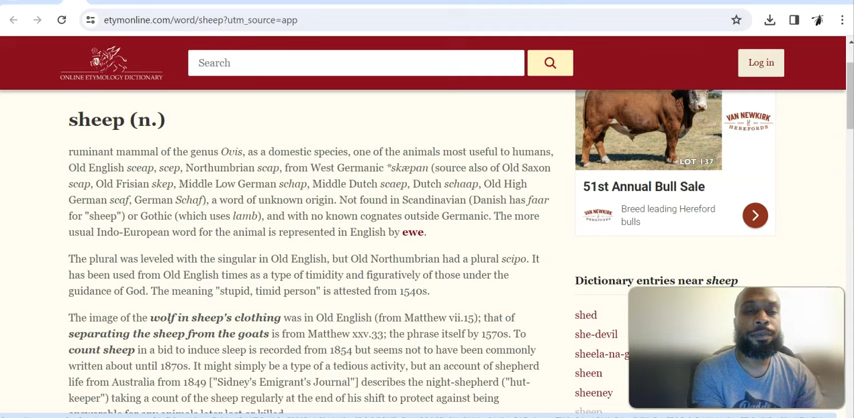 etymonline.com/word/sheep?utm_source=app
ONLINE ETYMOLOGY DICTIONARY
Search
Log in
sheep (n.)
ruminant mammal of the genus Ovis, as a domestic species, one of the animals most useful to humans,
Old English sceap, scep, Northumbrian scap, from West Germanic *skæpan (source also of Old Saxon
scap, Old Frisian skep, Middle Low German schap, Middle Dutch scaep, Dutch schaap, Old High
German scaf, German Schaf), a word of unknown origin. Not found in Scandinavian (Danish has faar
for "sheep") or Gothic (which uses lamb), and with no known cognates outside Germanic. The more
usual Indo-European word for the animal is represented in English by ewe.
The plural was leveled with the singular in Old English, but Old Northumbrian had a plural scipo. It
has been used from Old English times as a type of timidity and figuratively of those under the
guidance of God. The meaning "stupid, timid person" is attested from 1540s.
The image of the wolf in sheep's clothing was in Old English (from Matthew vii.15); that of
separating the sheep from the goats is from Matthew xxv.33; the phrase itself by 1570s. To
count sheep in a bid to induce sleep is recorded from 1854 but seems not to have been commonly
written about until 1870s. It might simply be a type of a tedious activity, but an account of shepherd
life from Australia from 1849 ["Sidney's Emigrant's Journal"] describes the night-shepherd ("hut-
keeper") taking a count of the sheep regularly at the end of his shift to protect against being
answerable for any animals later lost or killed.
LOT 137
VAN NEWKIRK
HEREFORDS
51st Annual Bull Sale
Breed leading Hereford
bulls
Dictionary entries near sheep
shed
she-devil
sheela-na-g
sheen
sheeney
sheep